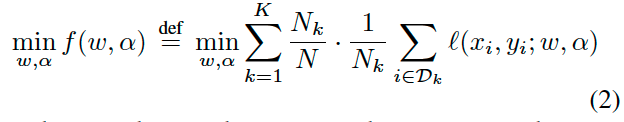 min_{w,α} f(w, α) ≝ min_{w,α} ∑_{k=1}^{K} N_k/N · 1/N_k ∑_{i∈𝒟_k} ℓ(x_i, y_i; w, α)
(2)